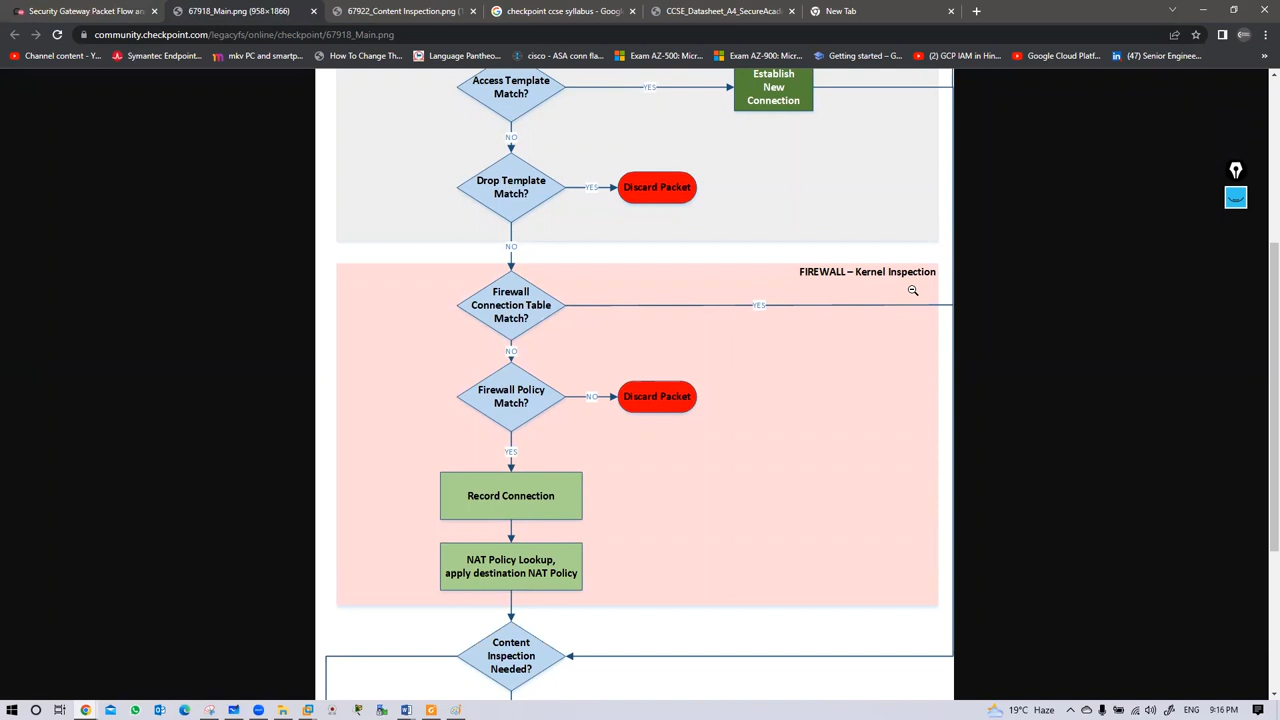 Security Gateway Packet Flow an
67918_Main.png (958×1866)
67922_Content Inspection.png (
google checkpoint ccse syllabus - Goog
CCSE_Datasheet_A4_SecureAcade
New Tab
community.checkpoint.com/legacyfs/online/checkpoint/67918_Main.png
Channel content - Y...
Symantec Endpoint...
mkv PC and smartp...
How To Change Th...
Language Pantheo...
cisco - ASA conn fla...
Exam AZ-500: Micr...
Exam AZ-900: Micr...
Getting started – G...
(2) GCP IAM in Hin...
Google Cloud Platf...
(47) Senior Enginee...
Access Template
Match?
YES
Establish
New
Connection
NO
Drop Template
Match?
YES
Discard Packet
NO
FIREWALL – Kernel Inspection
Firewall
Connection Table
Match?
YES
NO
Firewall Policy
Match?
NO
Discard Packet
YES
Record Connection
NAT Policy Lookup,
apply destination NAT Policy
Content
Inspection
Needed?
19°C Haze
ENG
9:16 PM